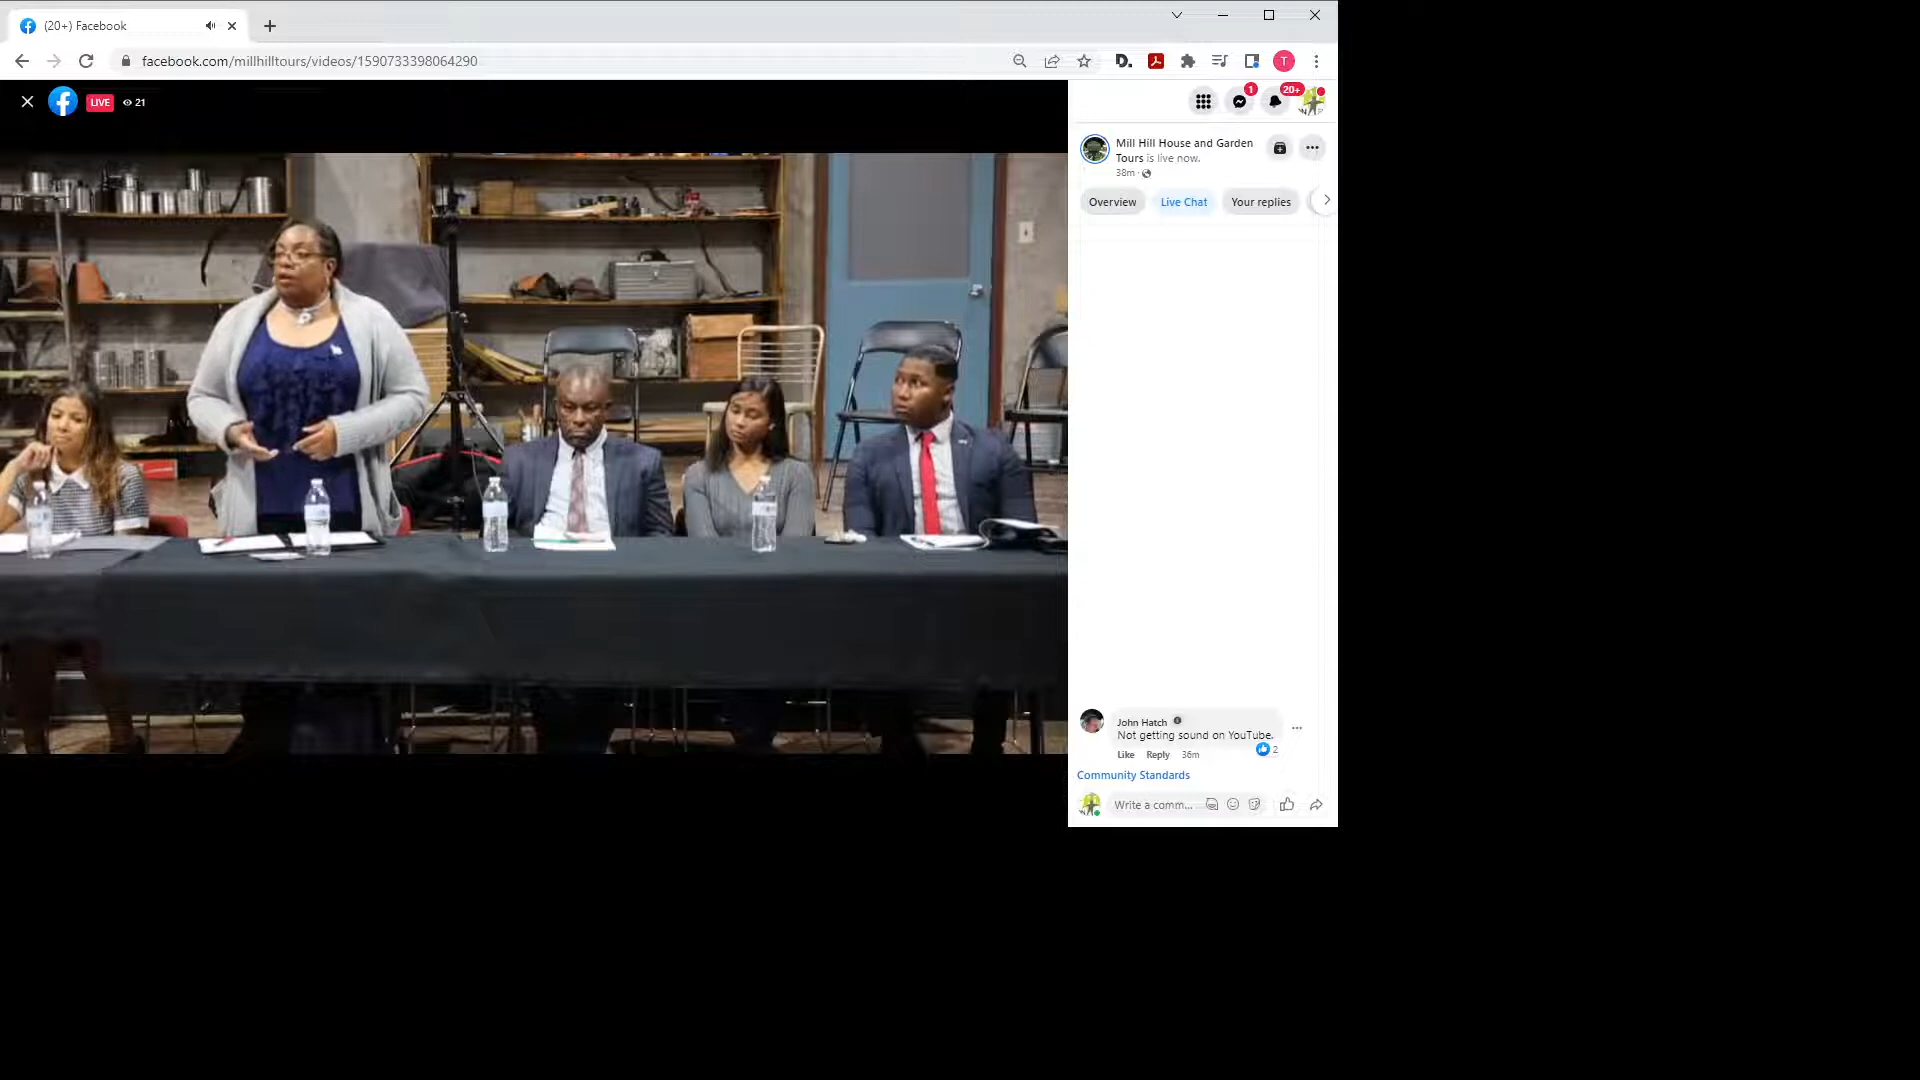 (20+) Facebook
facebook.com/millhilltours/videos/1590733398064290
T
LIVE
21
1
20+
Mill Hill House and Garden
Tours is live now.
38m
Overview
Live Chat
Your replies
John Hatch
Not getting sound on YouTube.
Like
Reply
36m
2
Community Standards
Write a comm...